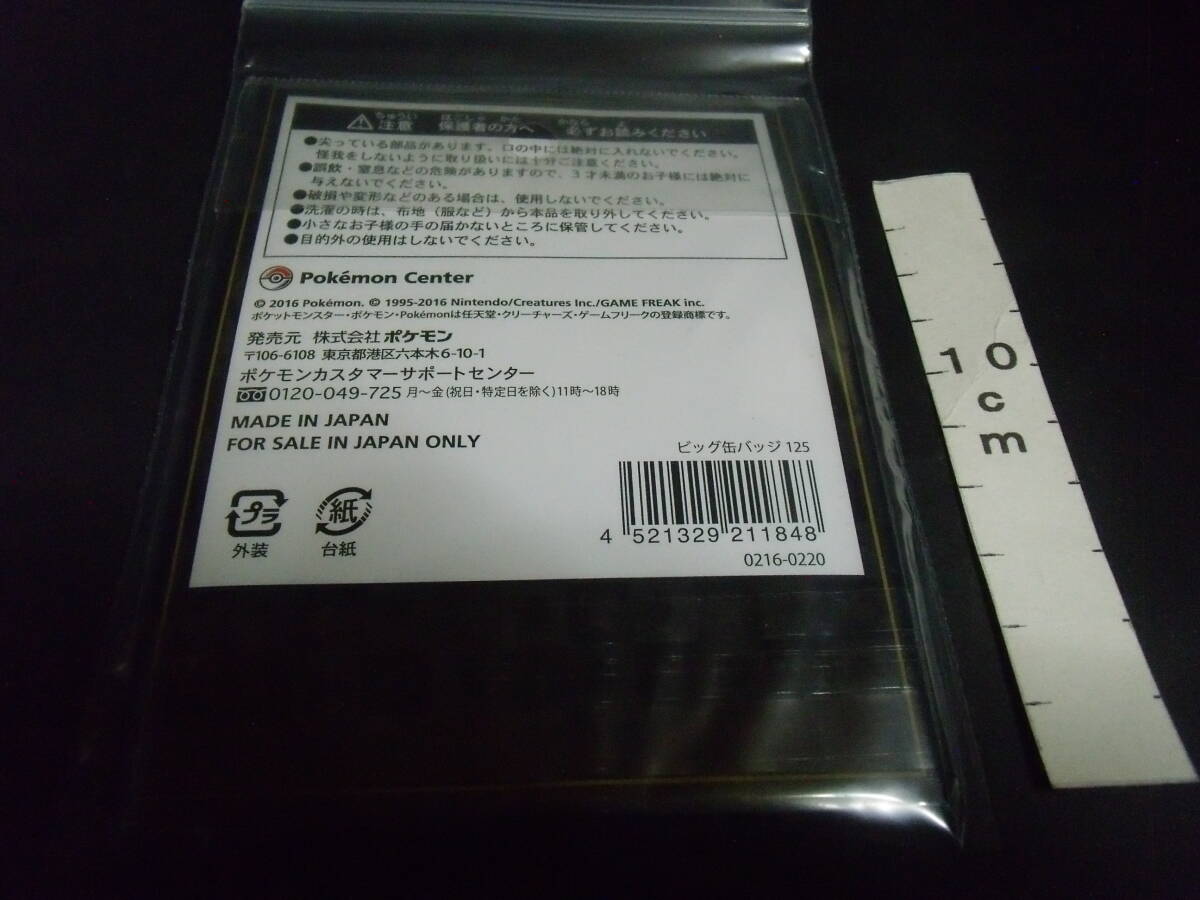 ちゅうい ほごしゃ かた かなら よ
⚠注意 保護者の方へ 必ずお読みください
●尖っている部品があります。口の中には絶対に入れないでください。
怪我をしないように取り扱いには十分ご注意ください。
●誤飲・窒息などの危険がありますので、3才未満のお子様には絶対に
与えないでください。
●破損や変形などのある場合は、使用しないでください。
●洗濯の時は、布地（服など）から本品を取り外してください。
●小さなお子様の手の届かないところに保管してください。
●目的外の使用はしないでください。
Pokémon Center
© 2016 Pokémon. © 1995-2016 Nintendo/Creatures Inc./GAME FREAK inc.
ポケットモンスター・ポケモン・Pokémonは任天堂・クリーチャーズ・ゲームフリークの登録商標です。
発売元 株式会社ポケモン
〒106-6108 東京都港区六本木6-10-1
ポケモンカスタマーサポートセンター
0120-049-725 月～金(祝日・特定日を除く)11時～18時
MADE IN JAPAN
FOR SALE IN JAPAN ONLY
ビッグ缶バッジ 125
プラ
外装
紙
台紙
4 521329 211848
0216-0220
10
c
m